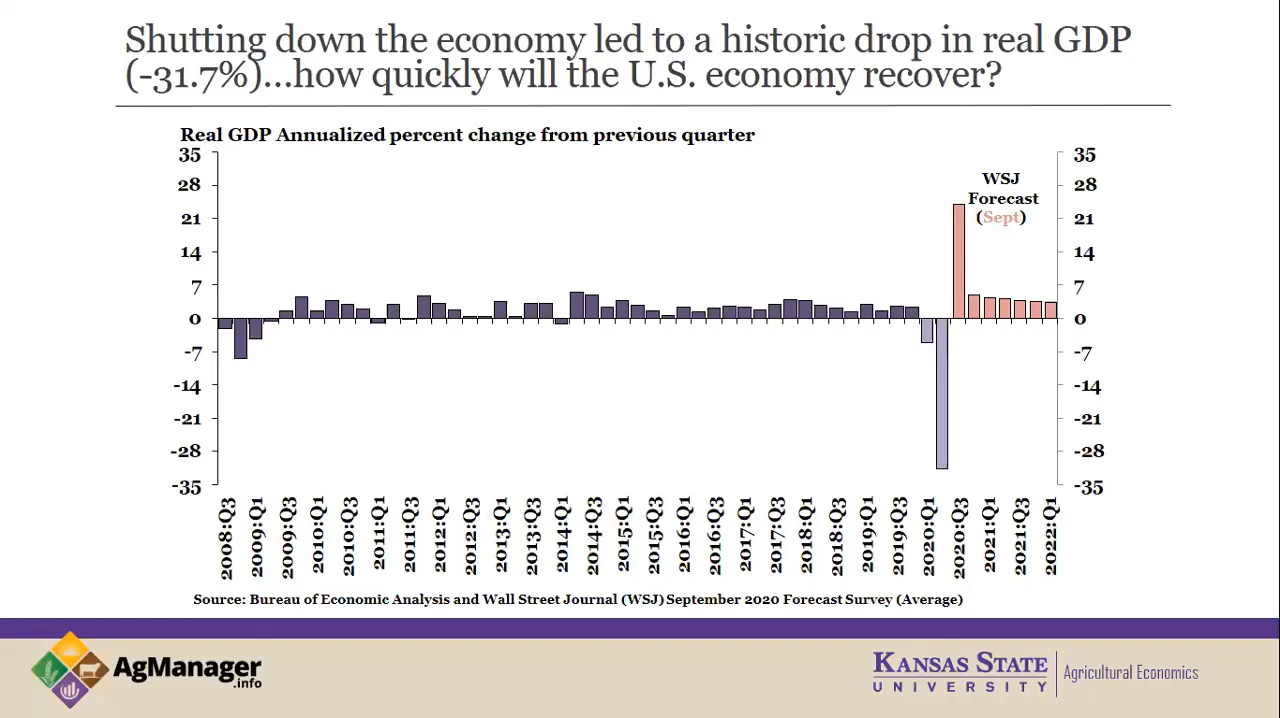 Shutting down the economy led to a historic drop in real GDP
(-31.7%)...how quickly will the U.S. economy recover?
Real GDP Annualized percent change from previous quarter
35
28
21
14
7
0
-7
-14
-21
-28
-35
35
28
21
14
7
0
-7
-14
-21
-28
-35
WSJ
Forecast
(Sept)
2008:Q3
2009:Q1
2009:Q3
2010:Q1
2010:Q3
2011:Q1
2011:Q3
2012:Q1
2012:Q3
2013:Q1
2013:Q3
2014:Q1
2014:Q3
2015:Q1
2015:Q3
2016:Q1
2016:Q3
2017:Q1
2017:Q3
2018:Q1
2018:Q3
2019:Q1
2019:Q3
2020:Q1
2020:Q3
2021:Q1
2021:Q3
2022:Q1
Source: Bureau of Economic Analysis and Wall Street Journal (WSJ) September 2020 Forecast Survey (Average)
AgManager
.info
KANSAS STATE
UNIVERSITY
Agricultural Economics